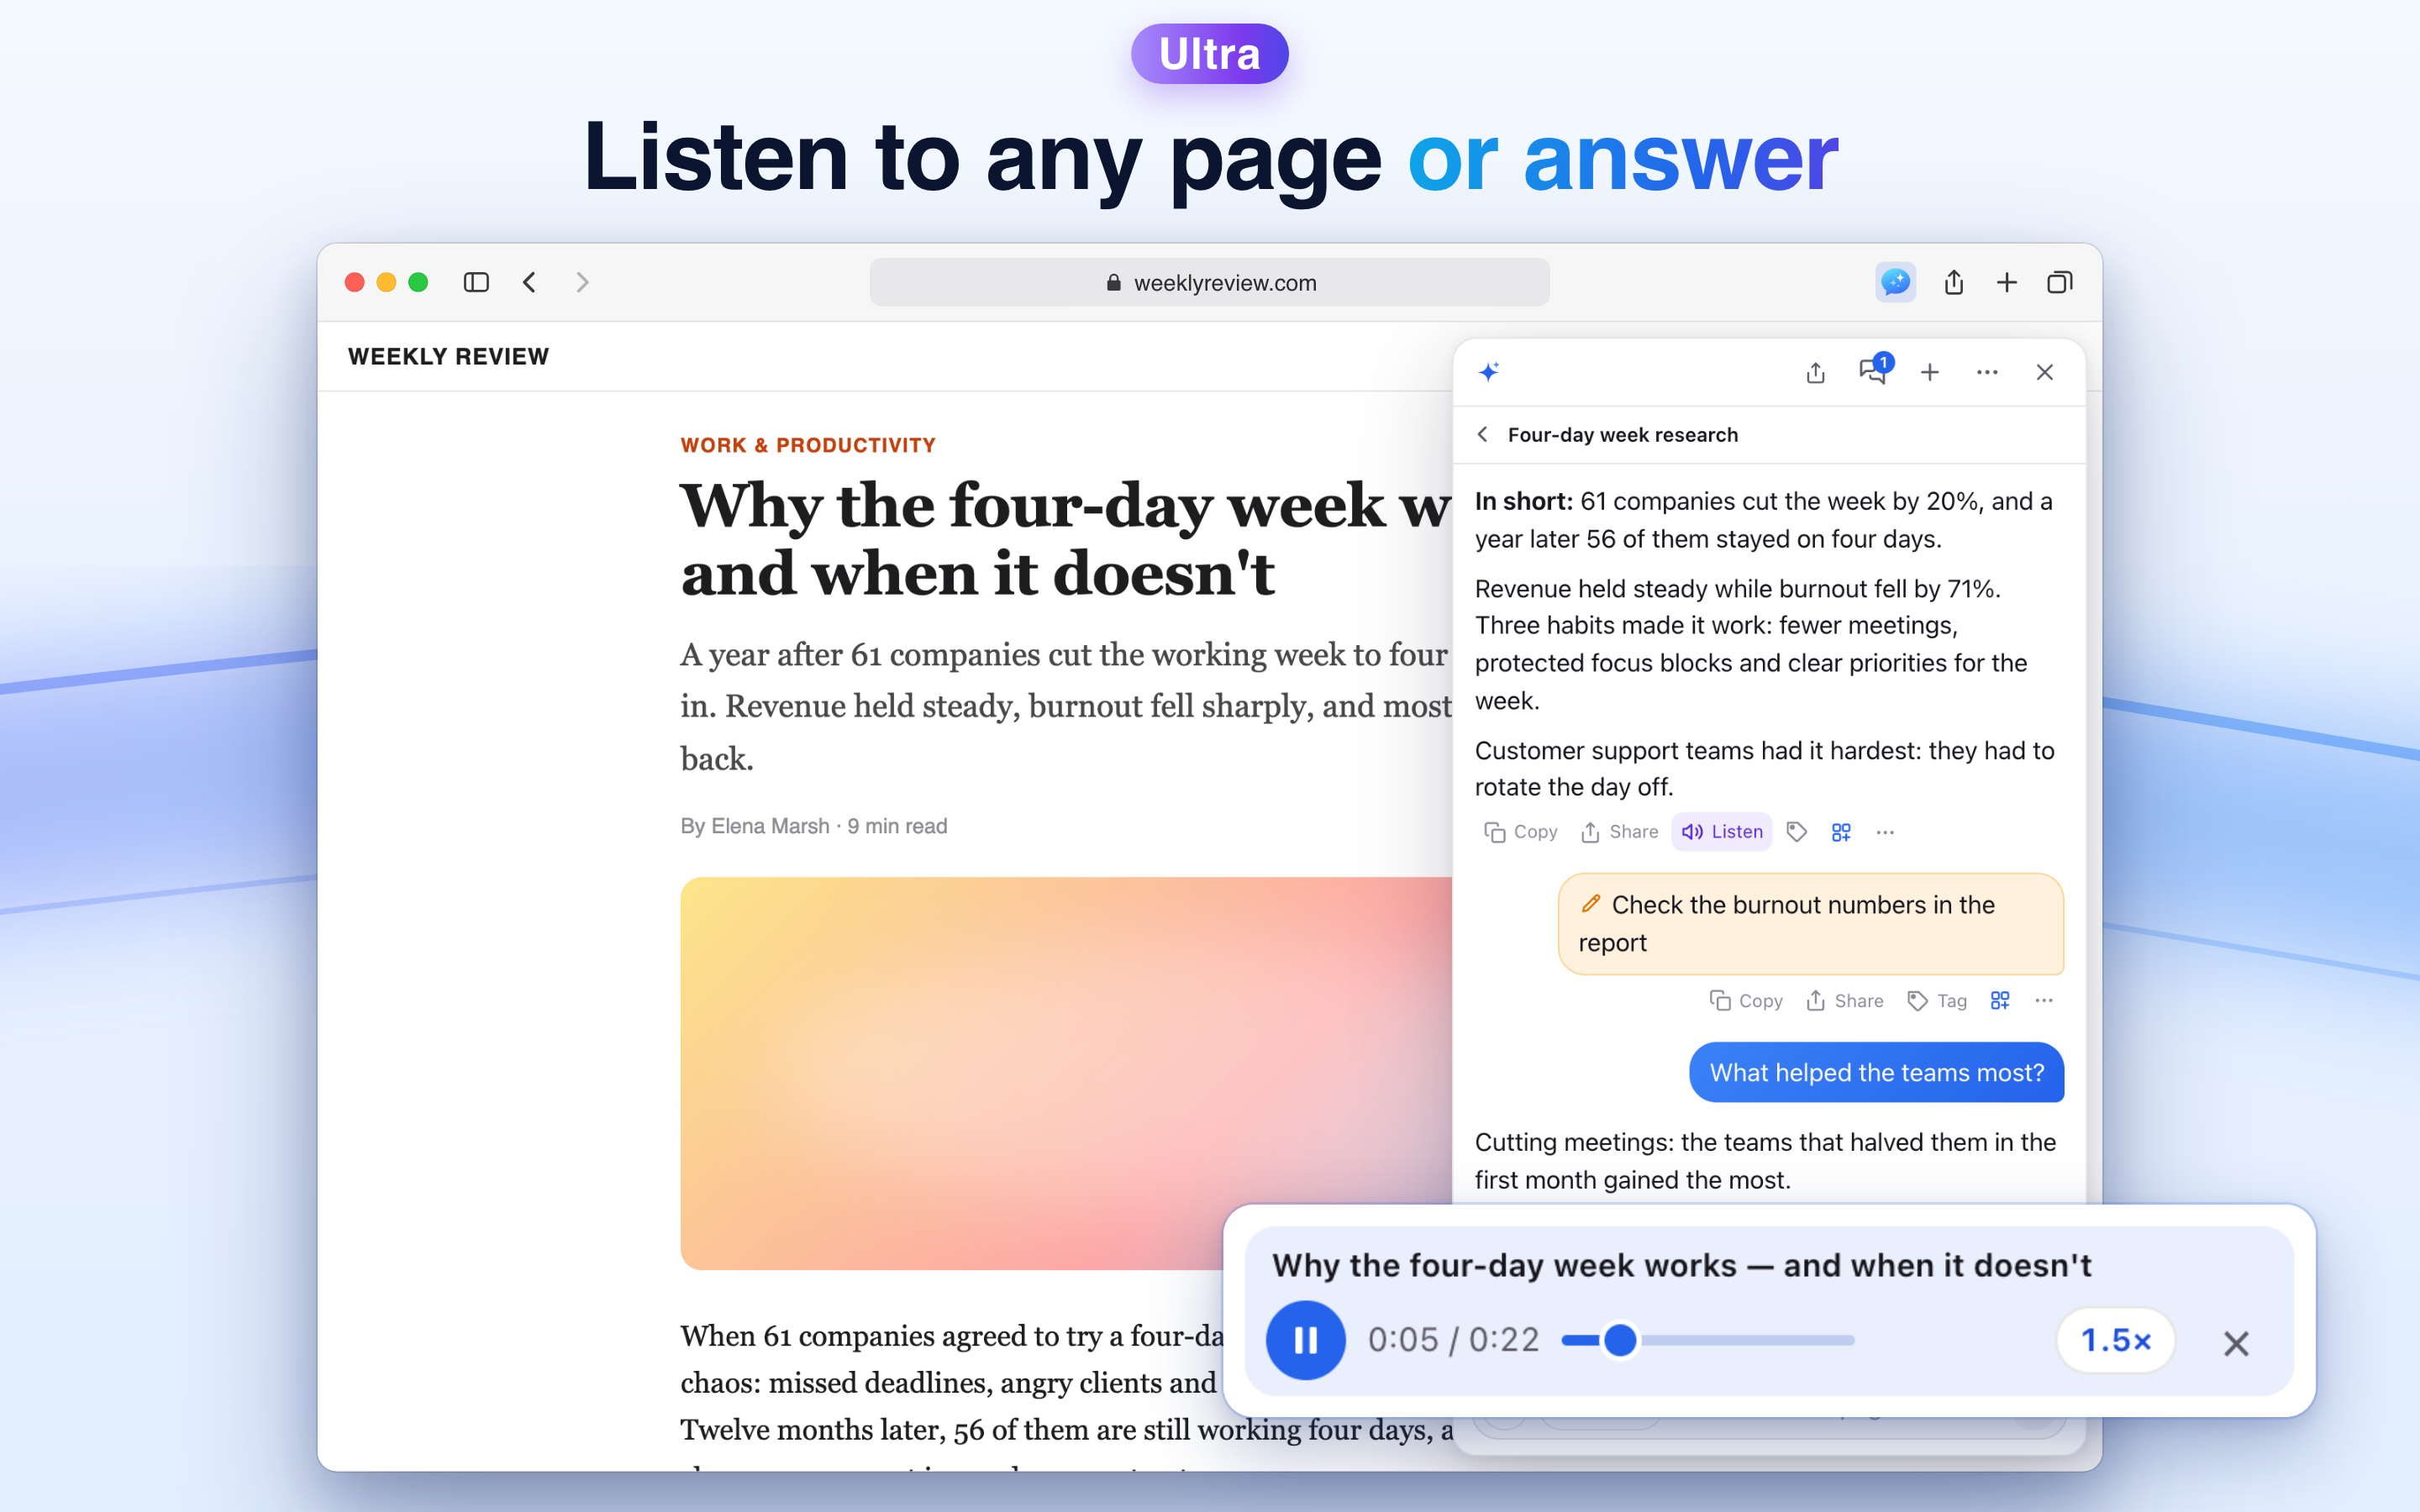 Ultra
Listen to any page or answer
weeklyreview.com
WEEKLY REVIEW
WORK & PRODUCTIVITY
Why the four-day week w
and when it doesn't
A year after 61 companies cut the working week to four
in. Revenue held steady, burnout fell sharply, and most
back.
By Elena Marsh · 9 min read
When 61 companies agreed to try a four-da
chaos: missed deadlines, angry clients and
Twelve months later, 56 of them are still working four days, a
1
Four-day week research
In short: 61 companies cut the week by 20%, and a
year later 56 of them stayed on four days.
Revenue held steady while burnout fell by 71%.
Three habits made it work: fewer meetings,
protected focus blocks and clear priorities for the
week.
Customer support teams had it hardest: they had to
rotate the day off.
Copy Share Listen
Check the burnout numbers in the
report
Copy Share Tag
What helped the teams most?
Cutting meetings: the teams that halved them in the
first month gained the most.
Why the four-day week works — and when it doesn't
0:05 / 0:22
1.5×